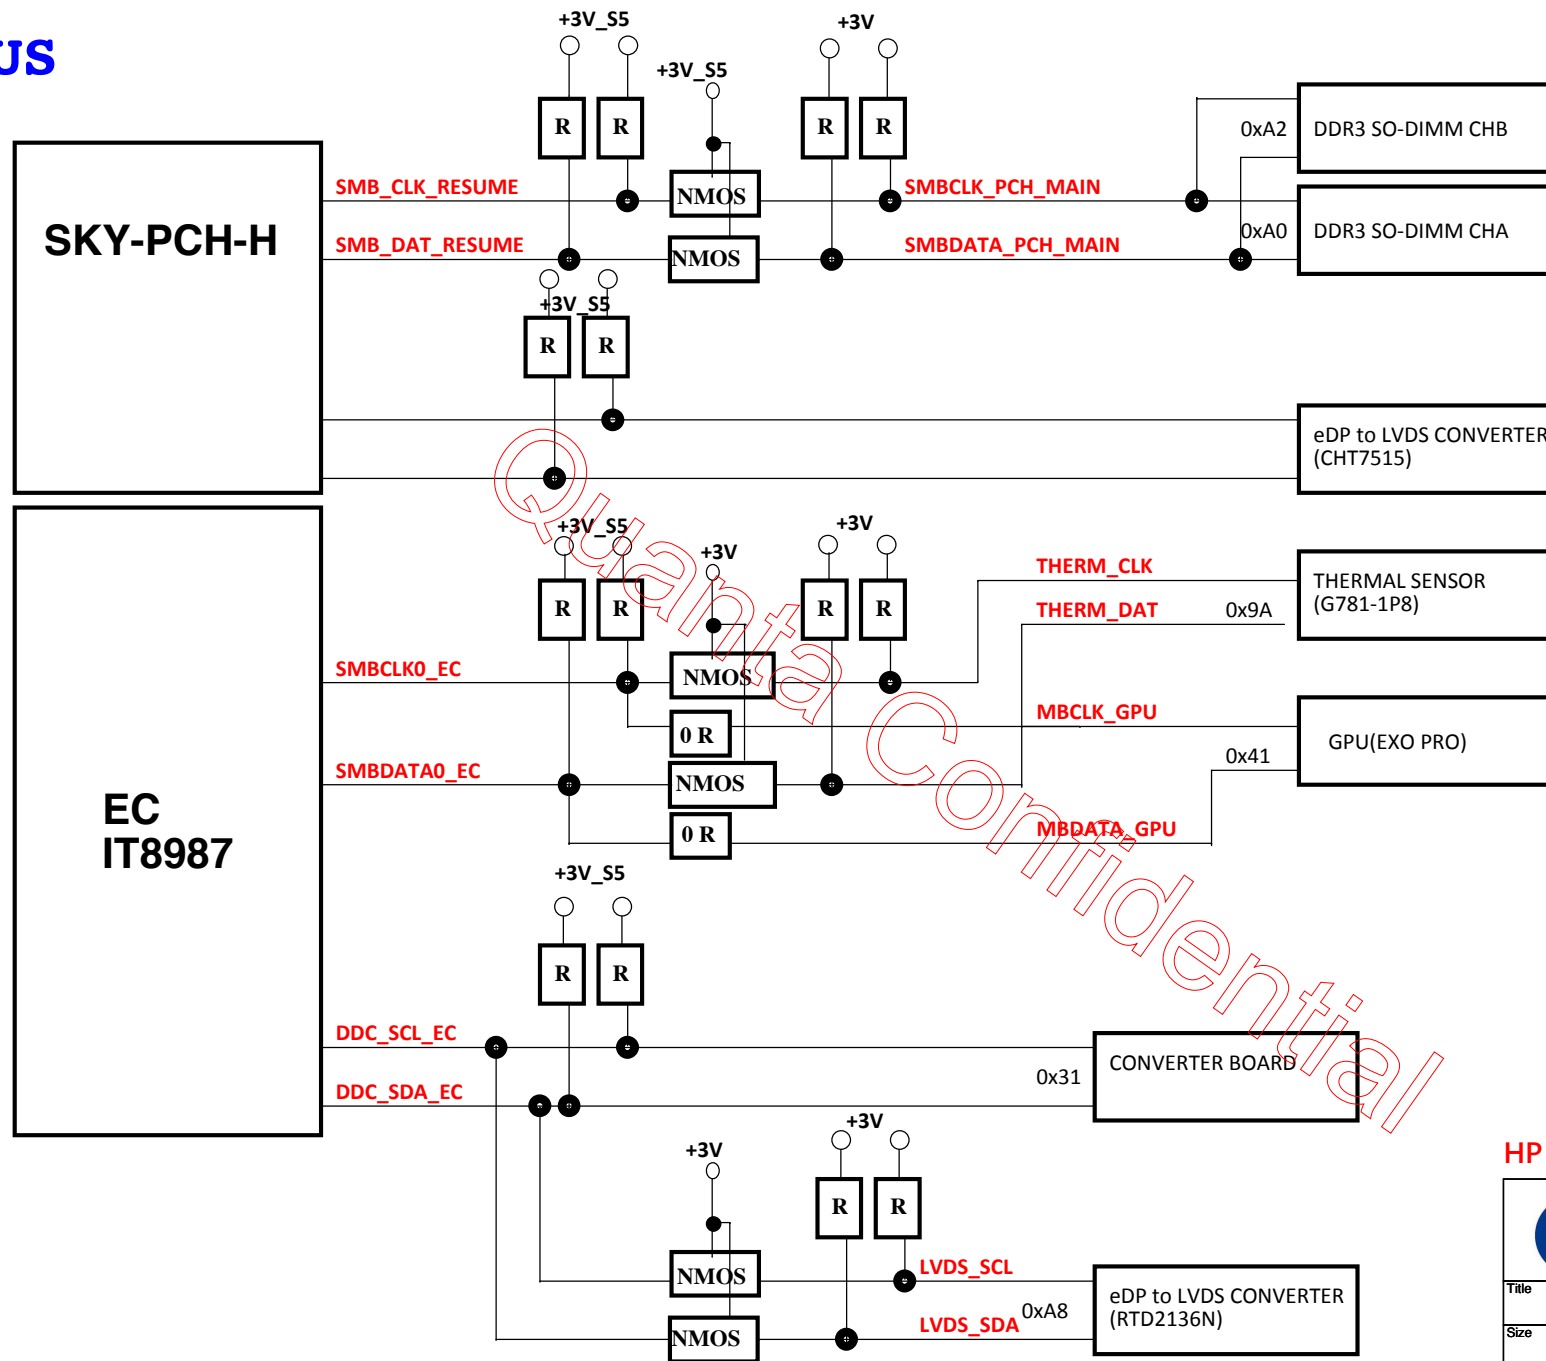 US
+3V_S5
+3V
+3V_S5
R
R
R
R
0xA2
DDR3 SO-DIMM CHB
SMB_CLK_RESUME
NMOS
SMBCLK_PCH_MAIN
SKY-PCH-H
SMB_DAT_RESUME
NMOS
SMBDATA_PCH_MAIN
0xA0
DDR3 SO-DIMM CHA
+3V_S5
R
R
eDP to LVDS CONVERTER
(CHT7515)
Quanta Confidential
+3V_S5
+3V
+3V
THERM_CLK
THERMAL SENSOR
(G781-1P8)
R
R
R
R
THERM_DAT
0x9A
SMBCLK0_EC
NMOS
MBCLK_GPU
0 R
GPU(EXO PRO)
0x41
SMBDATA0_EC
NMOS
EC
IT8987
0 R
MBDATA_GPU
+3V_S5
R
R
DDC_SCL_EC
CONVERTER BOARD
0x31
DDC_SDA_EC
+3V
+3V
HP
R
R
LVDS_SCL
NMOS
Title
eDP to LVDS CONVERTER
(RTD2136N)
0xA8
LVDS_SDA
NMOS
Size